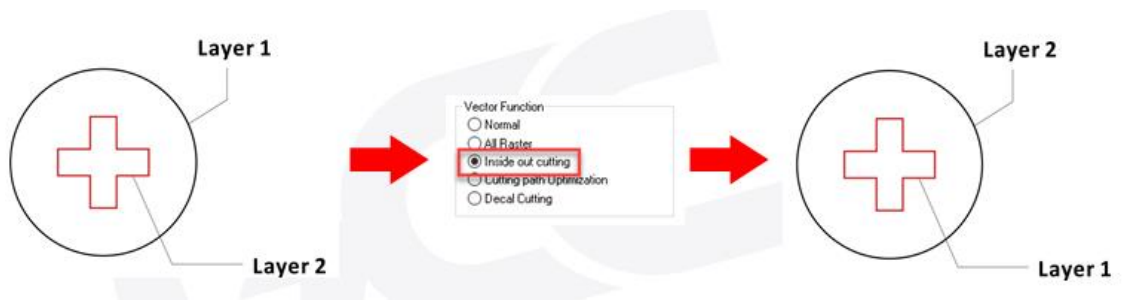 Layer 1
Layer 2
Vector Function
Normal
All Raster
Inside out cutting
Cutting path Optimization
Decal Cutting
Layer 2
Layer 1